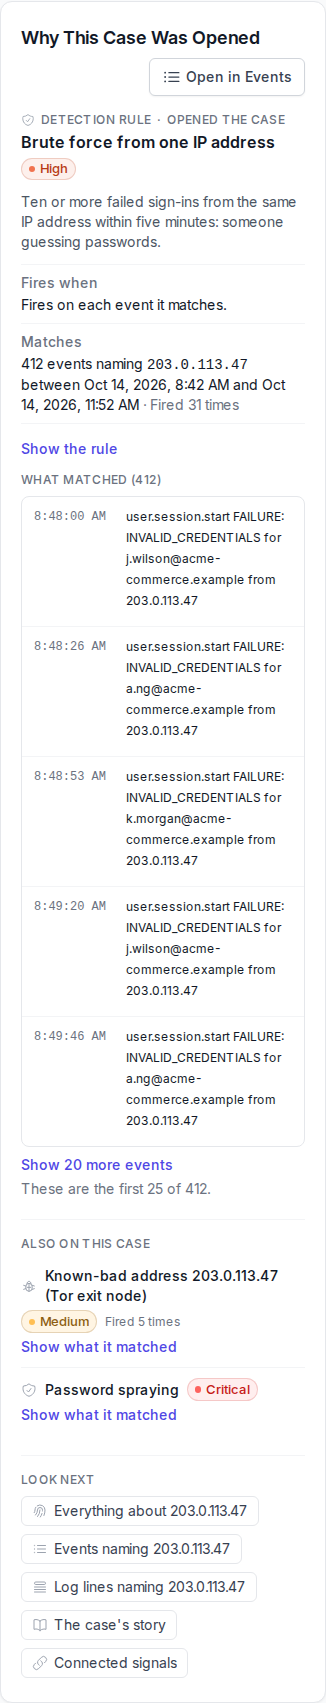 Why This Case Was Opened
Open in Events
DETECTION RULE · OPENED THE CASE
Brute force from one IP address
High
Ten or more failed sign-ins from the same
IP address within five minutes: someone
guessing passwords.
Fires when
Fires on each event it matches.
Matches
412 events naming 203.0.113.47
between Oct 14, 2026, 8:42 AM and Oct
14, 2026, 11:52 AM · Fired 31 times
Show the rule
WHAT MATCHED (412)
8:48:00 AM user.session.start FAILURE:
INVALID_CREDENTIALS for
j.wilson@acme-
commerce.example from
203.0.113.47
8:48:26 AM user.session.start FAILURE:
INVALID_CREDENTIALS for
a.ng@acme-
commerce.example from
203.0.113.47
8:48:53 AM user.session.start FAILURE:
INVALID_CREDENTIALS for
k.morgan@acme-
commerce.example from
203.0.113.47
8:49:20 AM user.session.start FAILURE:
INVALID_CREDENTIALS for
j.wilson@acme-
commerce.example from
203.0.113.47
8:49:46 AM user.session.start FAILURE:
INVALID_CREDENTIALS for
a.ng@acme-
commerce.example from
203.0.113.47
Show 20 more events
These are the first 25 of 412.
ALSO ON THIS CASE
Known-bad address 203.0.113.47
(Tor exit node)
Medium Fired 5 times
Show what it matched
Password spraying Critical
Show what it matched
LOOK NEXT
Everything about 203.0.113.47
Events naming 203.0.113.47
Log lines naming 203.0.113.47
The case's story
Connected signals